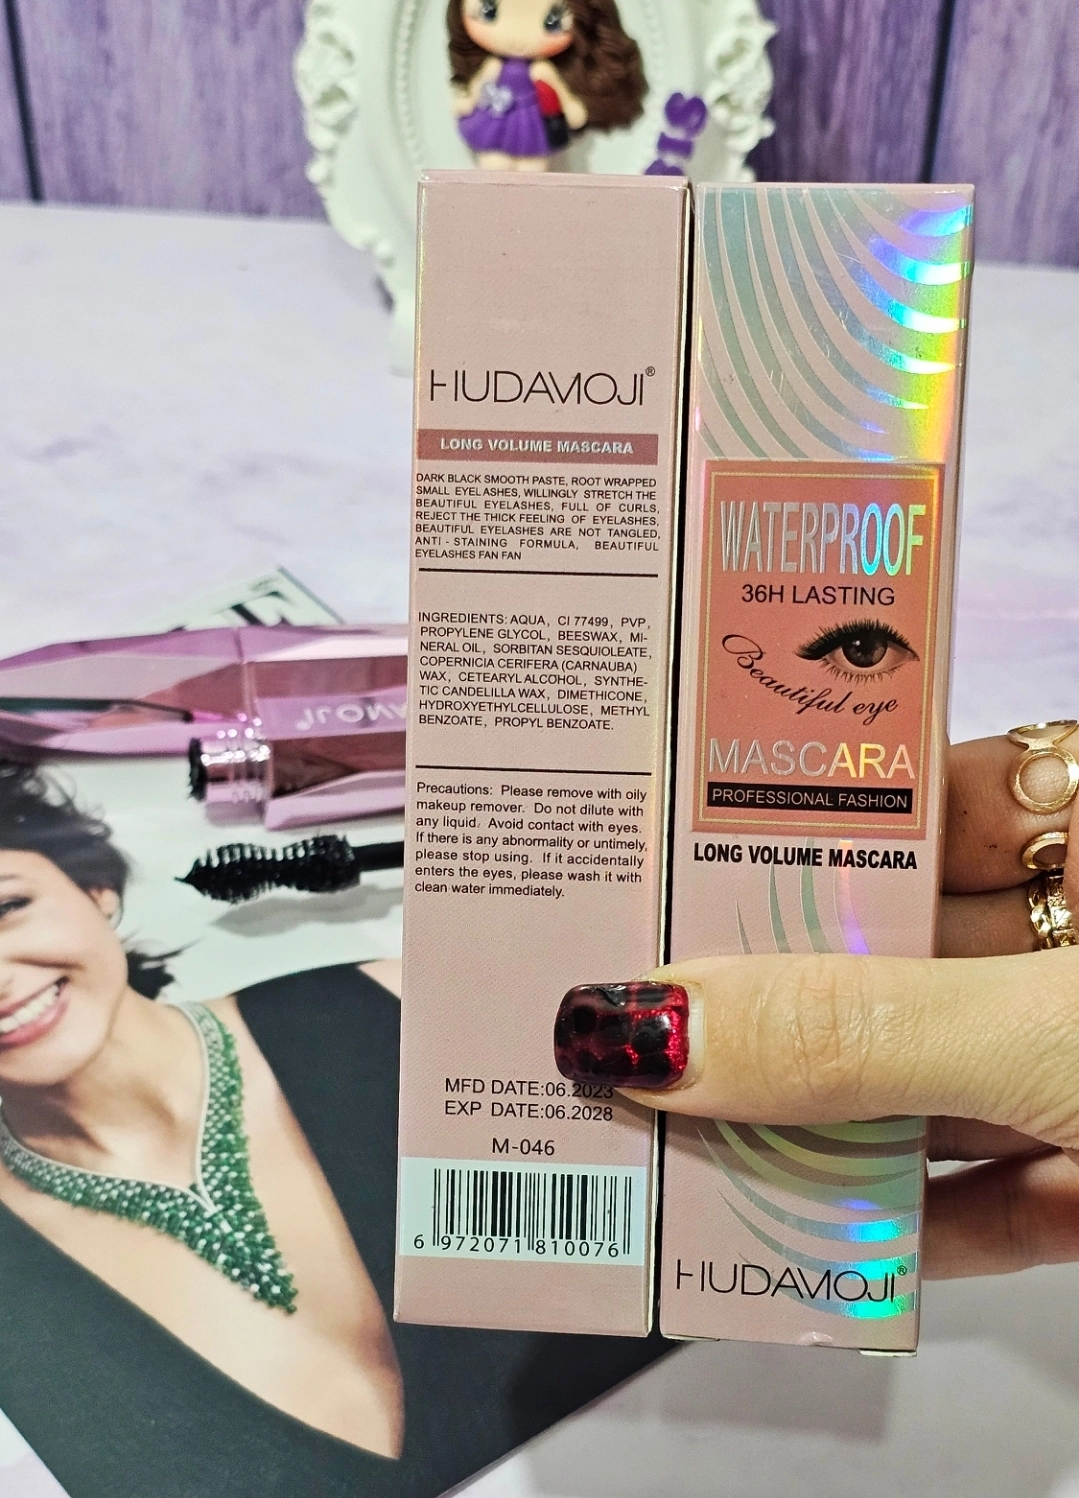 HUDAMOJI®
LONG VOLUME MASCARA
DARK BLACK SMOOTH PASTE, ROOT WRAPPED
SMALL EYELASHES, WILLINGLY STRETCH THE
BEAUTIFUL EYELASHES, FULL OF CURLS,
REJECT THE THICK FEELING OF EYELASHES,
BEAUTIFUL EYELASHES ARE NOT TANGLED,
ANTI - STAINING FORMULA, BEAUTIFUL
EYELASHES FAN FAN
INGREDIENTS: AQUA, CI 77499, PVP,
PROPYLENE GLYCOL, BEESWAX, MI-
NERAL OIL, SORBITAN SESQUIOLEATE,
COPERNICIA CERIFERA (CARNAUBA)
WAX, CETEARYL ALCOHOL, SYNTHE-
TIC CANDELILLA WAX, DIMETHICONE,
HYDROXYETHYLCELLULOSE, METHYL
BENZOATE, PROPYL BENZOATE.
Precautions: Please remove with oily
makeup remover. Do not dilute with
any liquid. Avoid contact with eyes.
If there is any abnormality or untimely,
please stop using. If it accidentally
enters the eyes, please wash it with
clean water immediately.
MFD DATE:06.2023
EXP DATE:06.2028
M-046
6 972071 810076
WATERPROOF
36H LASTING
Beautiful eye
MASCARA
PROFESSIONAL FASHION
LONG VOLUME MASCARA
HUDAMOJI®